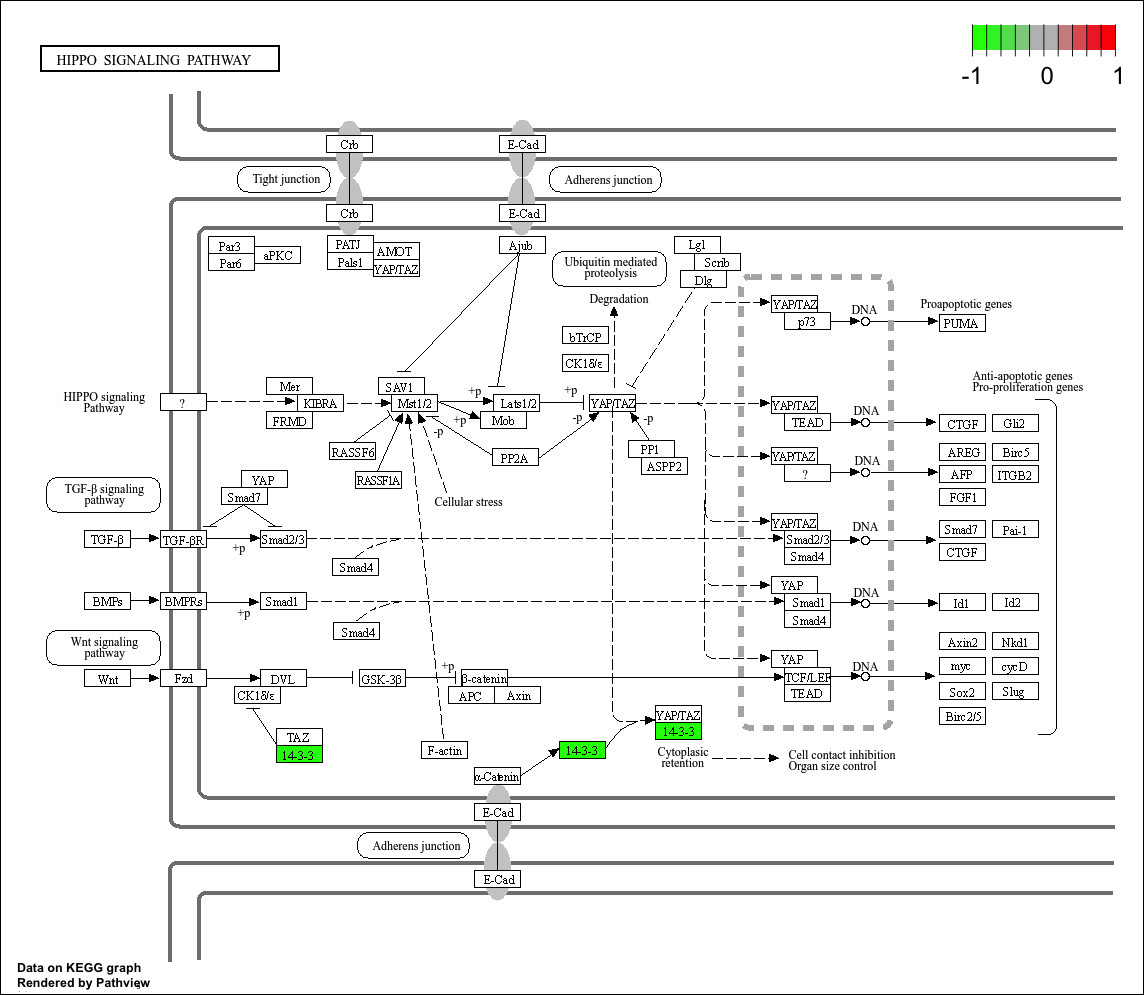 HIPPO SIGNALING PATHWAY
-1 0 1
Crb
E-Cad
Tight junction
Adherens junction
Crb
E-Cad
Par3
Par6
aPKC
PATJ
Pals1
AMOT
YAP/TAZ
Ajub
Ubiquitin mediated
proteolysis
Lgl
Scrib
Dlg
Degradation
bTrCP
CK1δ/ε
YAP/TAZ
p73
DNA
Proapoptotic genes
PUMA
HIPPO signaling
Pathway
?
Mer
KIBRA
FRMD
SAV1
Mst1/2
+p
+p
Lats1/2
Mob
+p
YAP/TAZ
-p
-p
-p
RASSF6
RASSF1A
PP2A
PP1
ASPP2
Cellular stress
Anti-apoptotic genes
Pro-proliferation genes
YAP/TAZ
TEAD
DNA
CTGF
Gli2
YAP/TAZ
?
DNA
AREG
Birc5
AFP
ITGB2
FGF1
TGF-β signaling
pathway
YAP
Smad7
TGF-β
TGF-βR
+p
Smad2/3
Smad4
YAP/TAZ
Smad2/3
Smad4
DNA
Smad7
Pai-1
CTGF
BMPs
BMPRs
+p
Smad1
Smad4
YAP
Smad1
Smad4
DNA
Id1
Id2
Wnt signaling
pathway
Wnt
Fzd
DVL
CK1δ/ε
GSK-3β
+p
β-catenin
APC
Axin
YAP
TCF/LEF
TEAD
DNA
Axin2
Nkd1
myc
cycD
Sox2
Slug
Birc2/5
TAZ
14-3-3
F-actin
14-3-3
YAP/TAZ
14-3-3
Cytoplasmic
retention
Cell contact inhibition
Organ size control
α-Catenin
E-Cad
Adherens junction
E-Cad
Data on KEGG graph
Rendered by Pathview